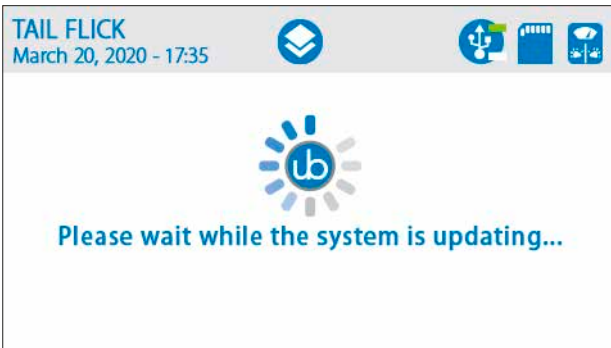 TAIL FLICK
March 20, 2020 - 17:35
ub
Please wait while the system is updating...